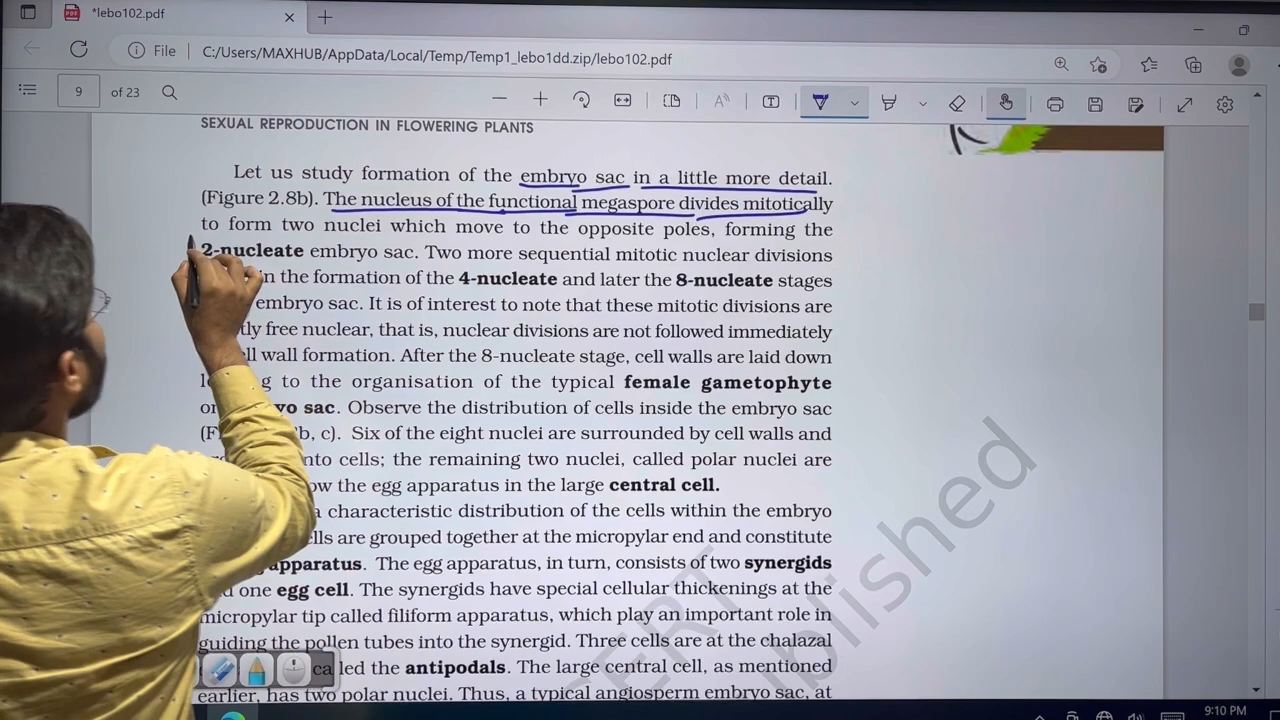 *lebo102.pdf
File C:/Users/MAXHUB/AppData/Local/Temp/Temp1_lebo1dd.zip/lebo102.pdf
9 of 23
SEXUAL REPRODUCTION IN FLOWERING PLANTS
Let us study formation of the embryo sac in a little more detail.
(Figure 2.8b). The nucleus of the functional megaspore divides mitotically
to form two nuclei which move to the opposite poles, forming the
2-nucleate embryo sac. Two more sequential mitotic nuclear divisions
in the formation of the 4-nucleate and later the 8-nucleate stages
embryo sac. It is of interest to note that these mitotic divisions are
tly free nuclear, that is, nuclear divisions are not followed immediately
ll wall formation. After the 8-nucleate stage, cell walls are laid down
g to the organisation of the typical female gametophyte
or yo sac. Observe the distribution of cells inside the embryo sac
(F b, c). Six of the eight nuclei are surrounded by cell walls and
nto cells; the remaining two nuclei, called polar nuclei are
ow the egg apparatus in the large central cell.
a characteristic distribution of the cells within the embryo
lls are grouped together at the micropylar end and constitute
apparatus. The egg apparatus, in turn, consists of two synergids
one egg cell. The synergids have special cellular thickenings at the
micropylar tip called filiform apparatus, which play an important role in
guiding the pollen tubes into the synergid. Three cells are at the chalazal
ca led the antipodals. The large central cell, as mentioned
earlier, has two polar nuclei. Thus, a typical angiosperm embryo sac, at
ERT
blished
9:10 PM